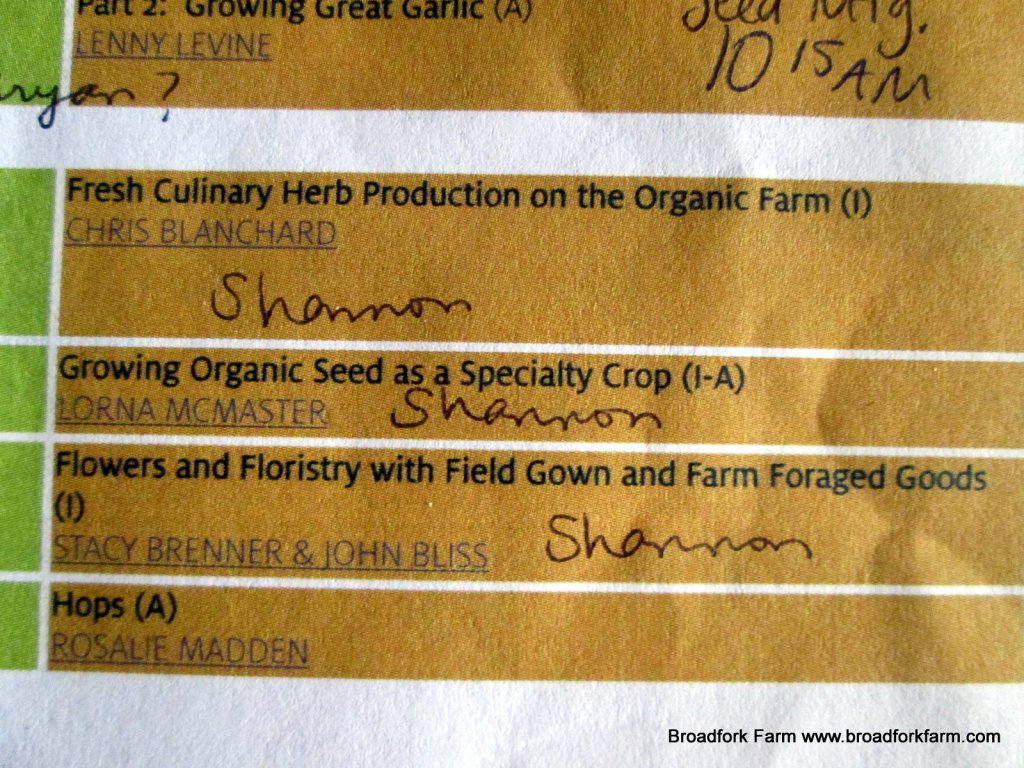 Part 2: Growing Great Garlic (A)
LENNY LEVINE
Seed Mtg.
10 15 AM
ryan?
Fresh Culinary Herb Production on the Organic Farm (I)
CHRIS BLANCHARD
Shannon
Growing Organic Seed as a Specialty Crop (I-A)
LORNA MCMASTER Shannon
Flowers and Floristry with Field Gown and Farm Foraged Goods
(I)
STACY BRENNER & JOHN BLISS Shannon
Hops (A)
ROSALIE MADDEN
Broadfork Farm www.broadforkfarm.com